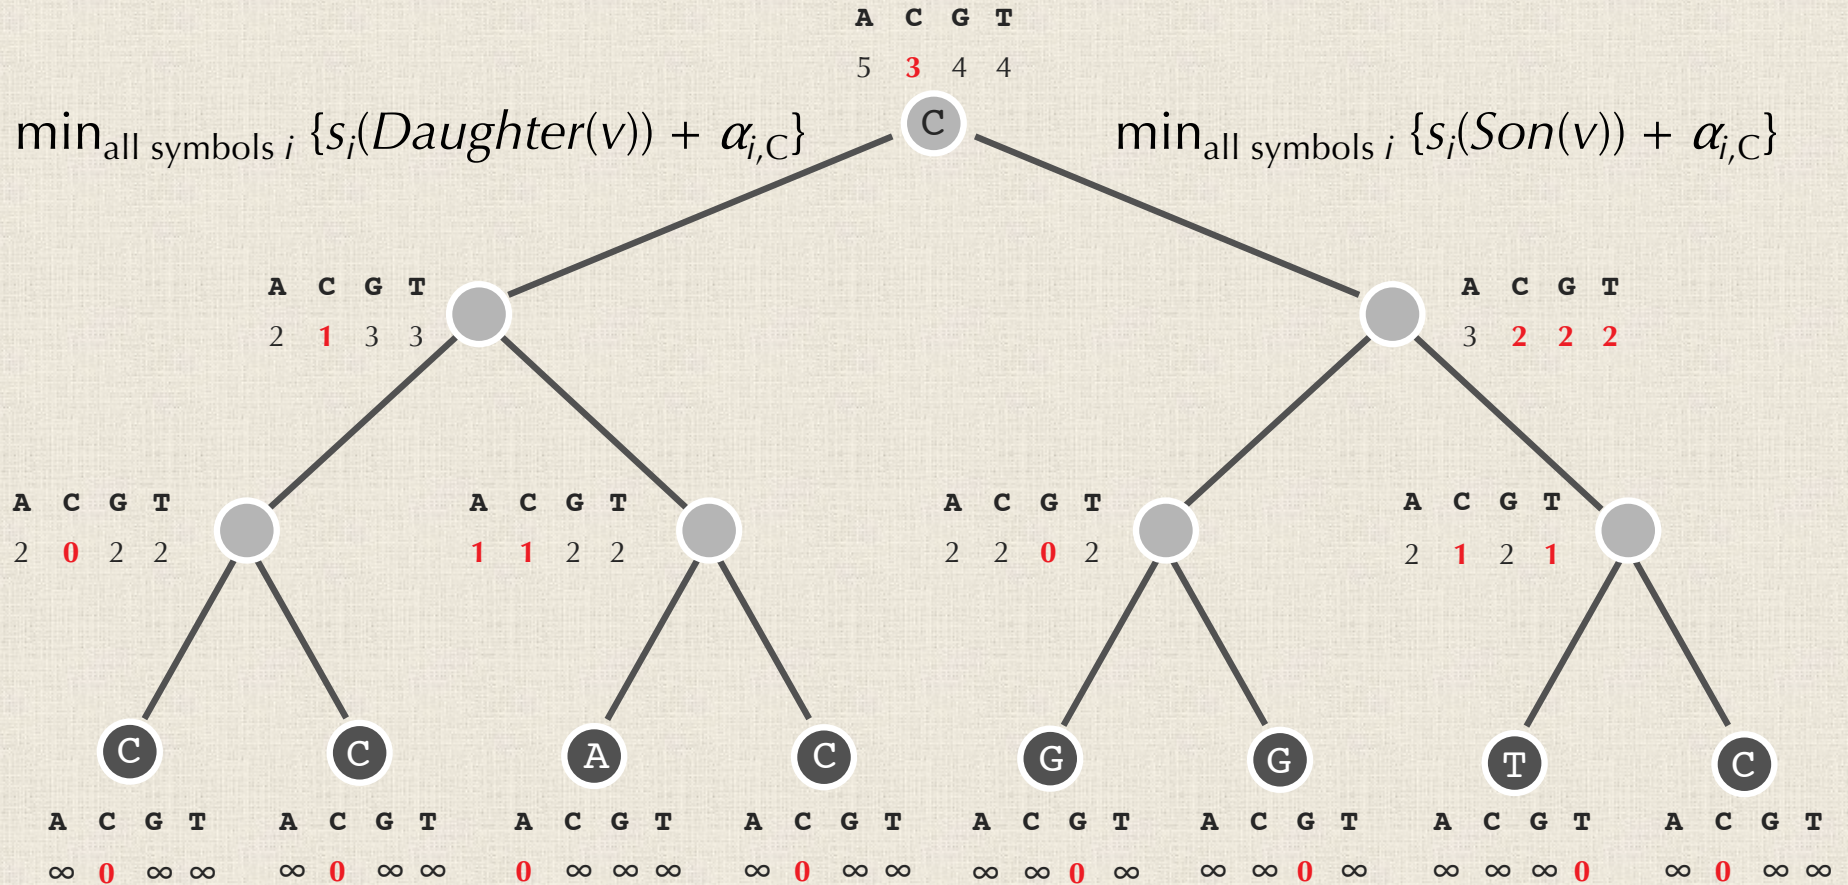 A C G T
5 3 4 4
min_all symbols i {s_i(Daughter(v)) + α_i,C}
C
min_all symbols i {s_i(Son(v)) + α_i,C}
A C G T
2 1 3 3
A C G T
3 2 2 2
A C G T
2 0 2 2
A C G T
1 1 2 2
A C G T
2 2 0 2
A C G T
2 1 2 1
C C A C G G T C
A C G T A C G T A C G T A C G T A C G T A C G T A C G T A C G T
∞ 0 ∞ ∞ ∞ 0 ∞ ∞ 0 ∞ ∞ ∞ ∞ 0 ∞ ∞ ∞ ∞ 0 ∞ ∞ ∞ 0 ∞ ∞ ∞ ∞ 0 ∞ 0 ∞ ∞